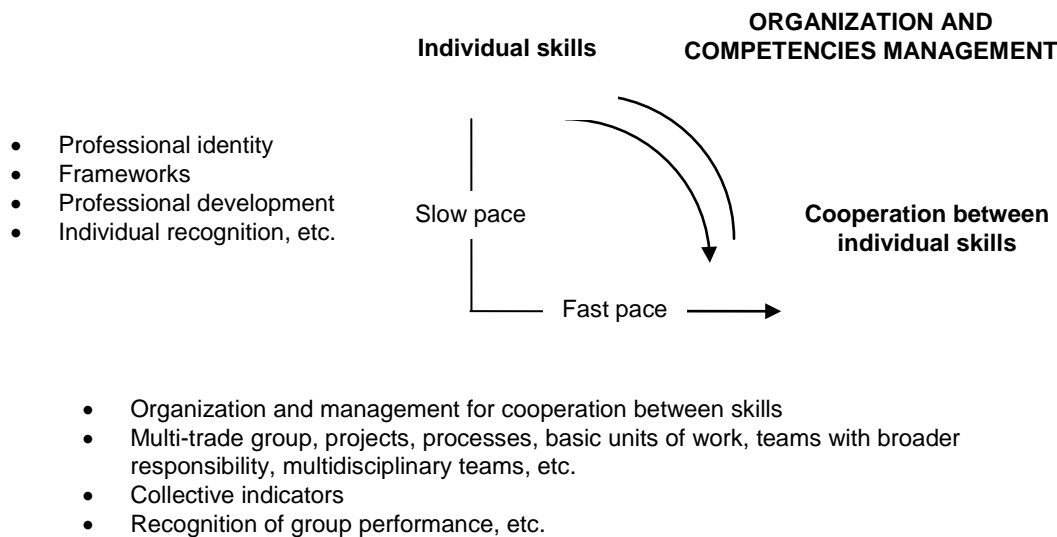 ORGANIZATION AND
COMPETENCIES MANAGEMENT
Individual skills
• Professional identity
• Frameworks
• Professional development
• Individual recognition, etc.
Slow pace
Cooperation between
individual skills
Fast pace
• Organization and management for cooperation between skills
• Multi-trade group, projects, processes, basic units of work, teams with broader
responsibility, multidisciplinary teams, etc.
• Collective indicators
• Recognition of group performance, etc.